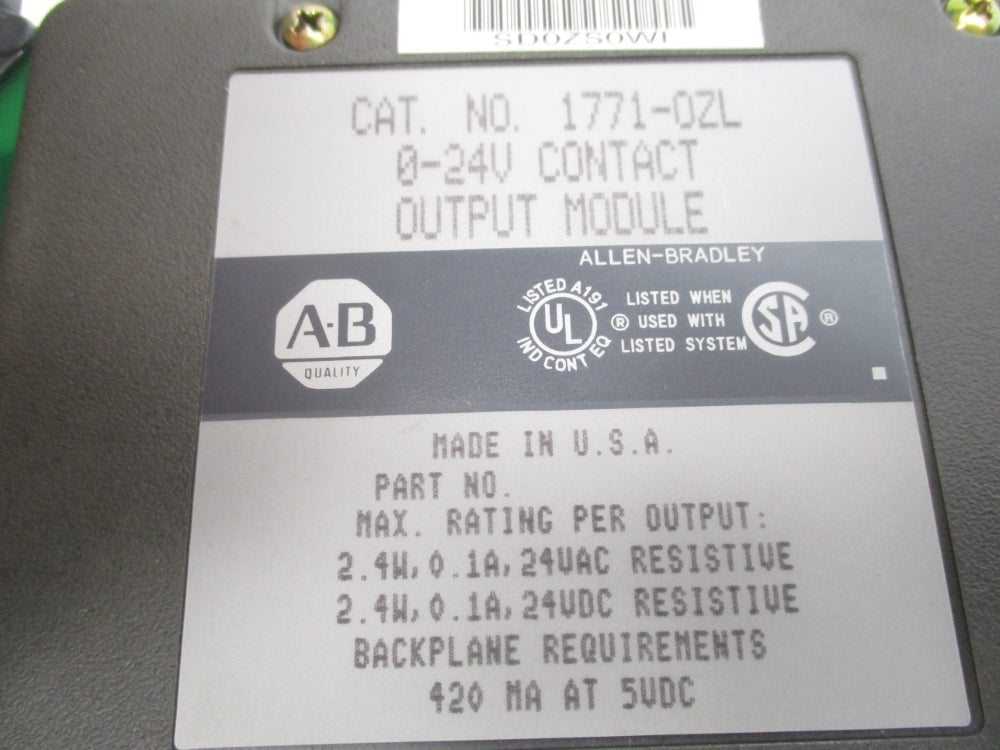 SD0ZS0WI
CAT. NO. 1771-OZL
0-24V CONTACT
OUTPUT MODULE
ALLEN-BRADLEY
A·B
QUALITY
LISTED A191
UL
IND CONT EQ
®
LISTED WHEN
USED WITH
LISTED SYSTEM
SA
®
MADE IN U.S.A.
PART NO.
MAX. RATING PER OUTPUT:
2.4W, 0.1A, 24VAC RESISTIVE
2.4W, 0.1A, 24VDC RESISTIVE
BACKPLANE REQUIREMENTS
420 MA AT 5VDC